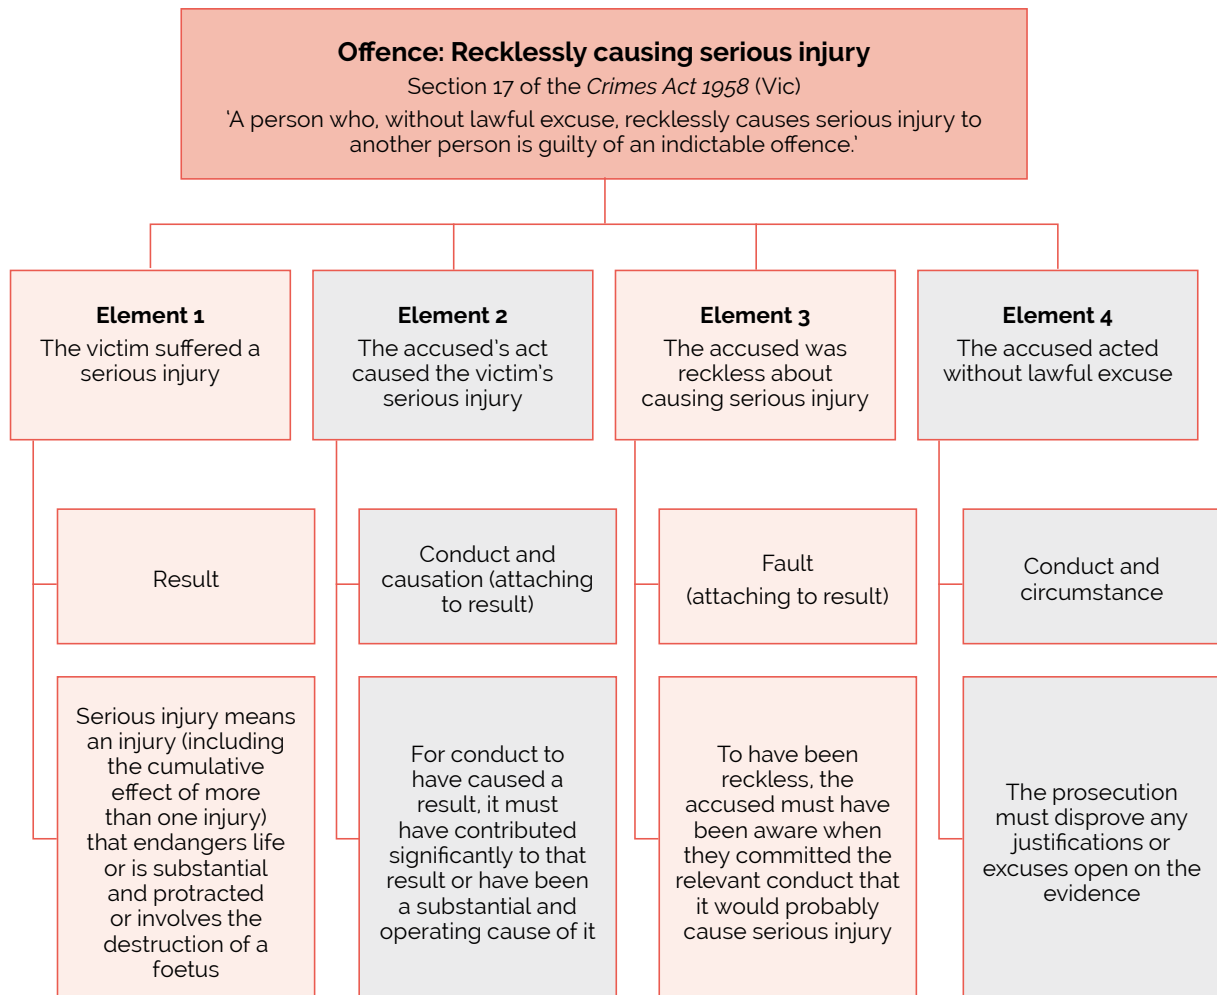 Offence: Recklessly causing serious injury
Section 17 of the Crimes Act 1958 (Vic)
‘A person who, without lawful excuse, recklessly causes serious injury to
another person is guilty of an indictable offence.’
Element 1
The victim suffered a
serious injury
Element 2
The accused’s act
caused the victim’s
serious injury
Element 3
The accused was
reckless about
causing serious injury
Element 4
The accused acted
without lawful excuse
Result
Conduct and
causation (attaching
to result)
Fault
(attaching to result)
Conduct and
circumstance
Serious injury means
an injury (including
the cumulative
effect of more
than one injury)
that endangers life
or is substantial
and protracted
or involves the
destruction of a
foetus
For conduct to
have caused a
result, it must
have contributed
significantly to that
result or have been
a substantial and
operating cause of it
To have been
reckless, the
accused must have
been aware when
they committed the
relevant conduct that
it would probably
cause serious injury
The prosecution
must disprove any
justifications or
excuses open on the
evidence